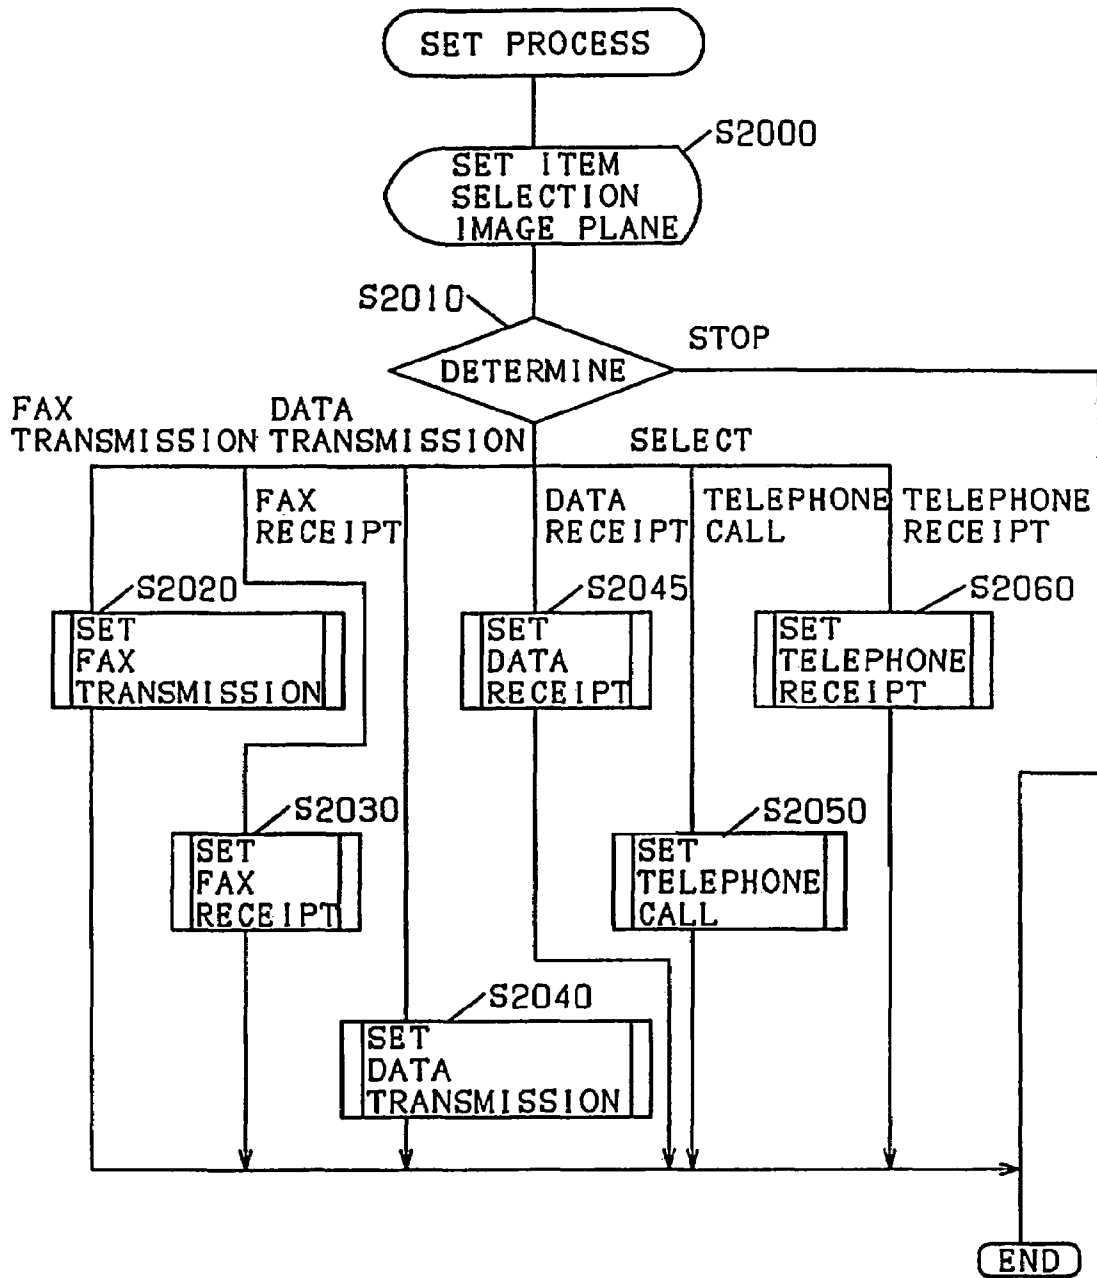 SET PROCESS
S2000
SET ITEM
SELECTION
IMAGE PLANE
S2010
STOP
DETERMINE
FAX
TRANSMISSION
DATA
TRANSMISSION
SELECT
FAX
RECEIPT
DATA
RECEIPT
TELEPHONE
CALL
TELEPHONE
RECEIPT
S2020
SET
FAX
TRANSMISSION
S2045
SET
DATA
RECEIPT
S2060
SET
TELEPHONE
RECEIPT
S2030
SET
FAX
RECEIPT
S2050
SET
TELEPHONE
CALL
S2040
SET
DATA
TRANSMISSION
END